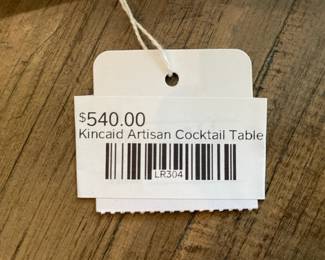 $540.00
Kincaid Artisan Cocktail Table
LR304